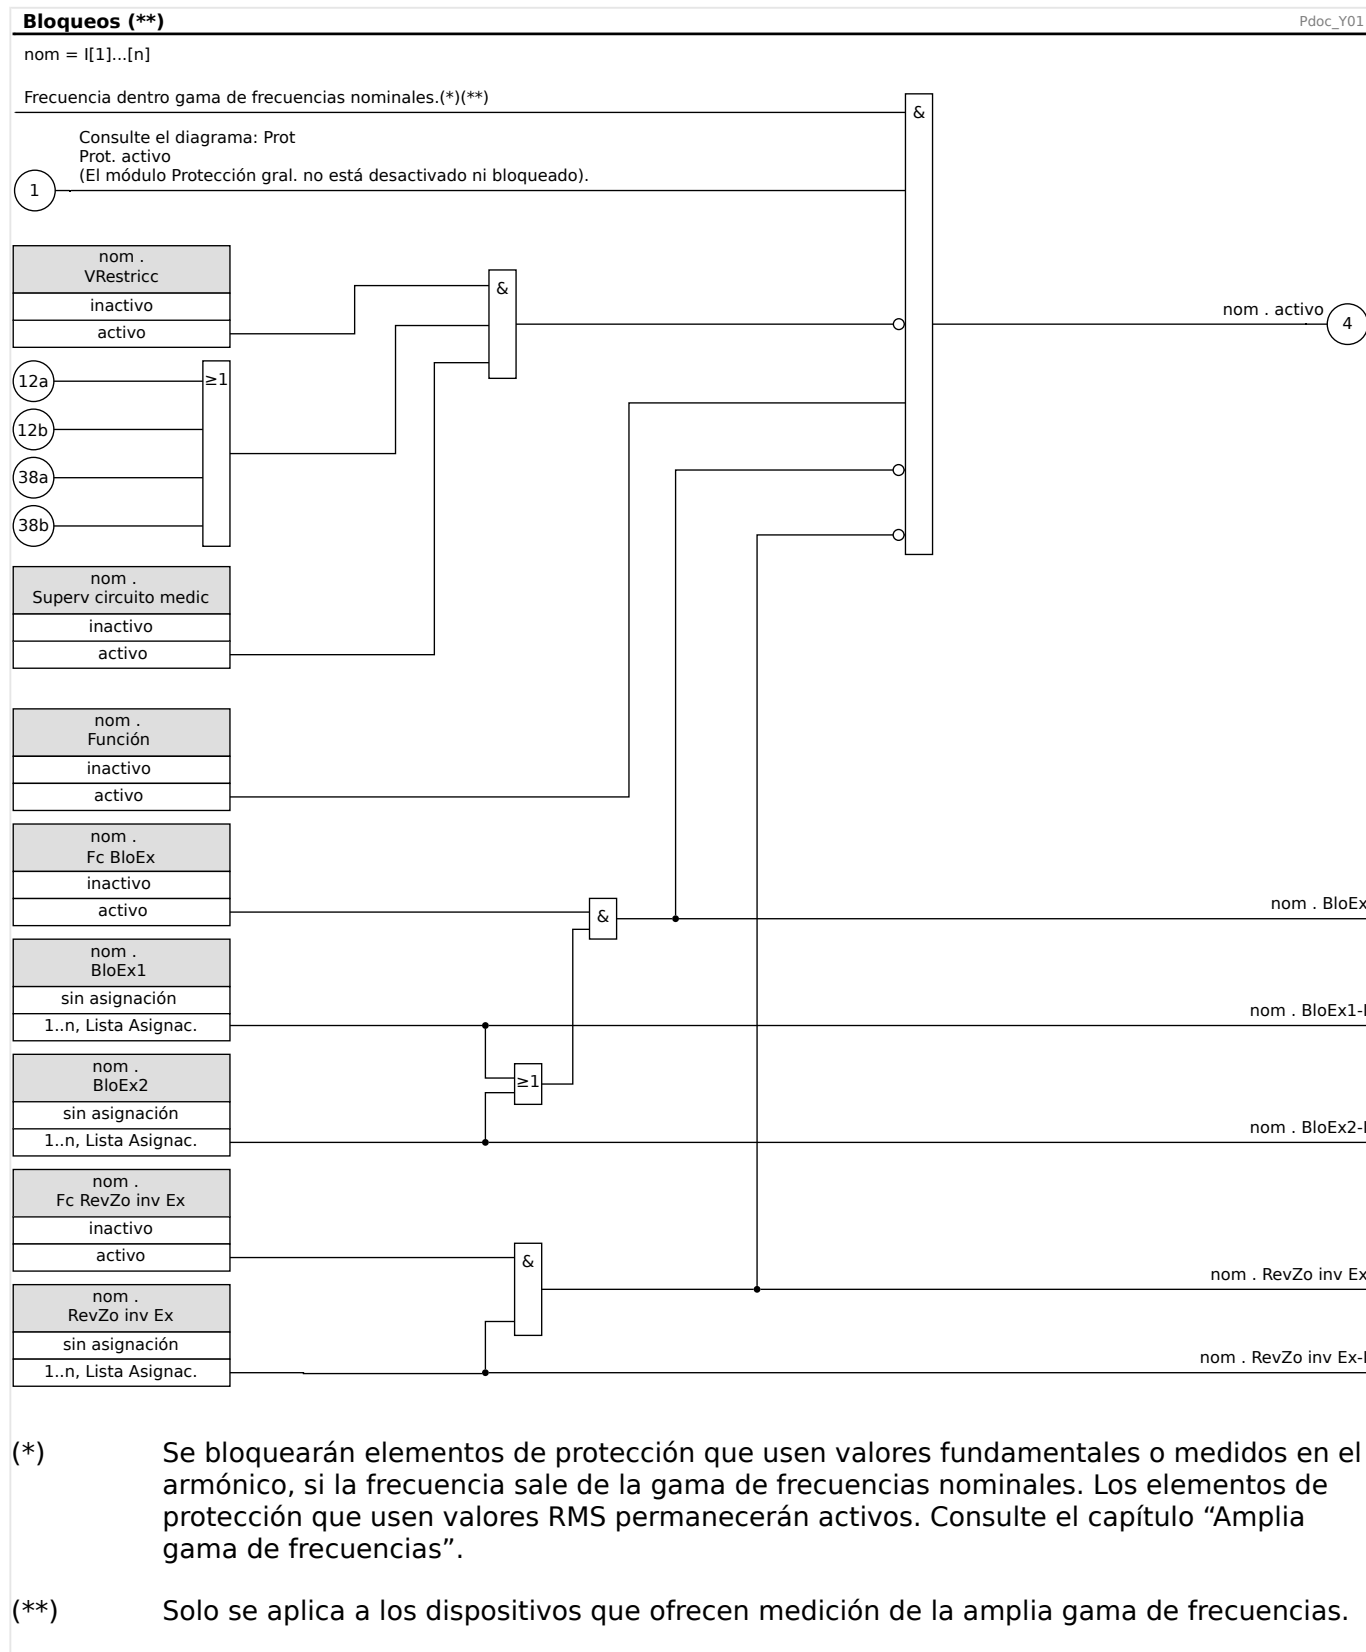 Bloqueos (**)
Pdoc_Y01
nom = I[1]...[n]
Frecuencia dentro gama de frecuencias nominales.(*)(**)
&
Consulte el diagrama: Prot
Prot. activo
(El módulo Protección gral. no está desactivado ni bloqueado).
1
nom .
VRestricc
inactivo
activo
&
nom . activo
4
12a
≥1
12b
38a
38b
nom .
Superv circuito medic
inactivo
activo
nom .
Función
inactivo
activo
nom .
Fc BloEx
inactivo
activo
&
nom . BloEx
nom .
BloEx1
sin asignación
1..n, Lista Asignac.
nom . BloEx1-
≥1
nom .
BloEx2
sin asignación
1..n, Lista Asignac.
nom . BloEx2-
nom .
Fc RevZo inv Ex
inactivo
activo
&
nom . RevZo inv Ex
nom .
RevZo inv Ex
sin asignación
1..n, Lista Asignac.
nom . RevZo inv Ex-
(*) Se bloquearán elementos de protección que usen valores fundamentales o medidos en el
armónico, si la frecuencia sale de la gama de frecuencias nominales. Los elementos de
protección que usen valores RMS permanecerán activos. Consulte el capítulo “Amplia
gama de frecuencias”.
(**) Solo se aplica a los dispositivos que ofrecen medición de la amplia gama de frecuencias.